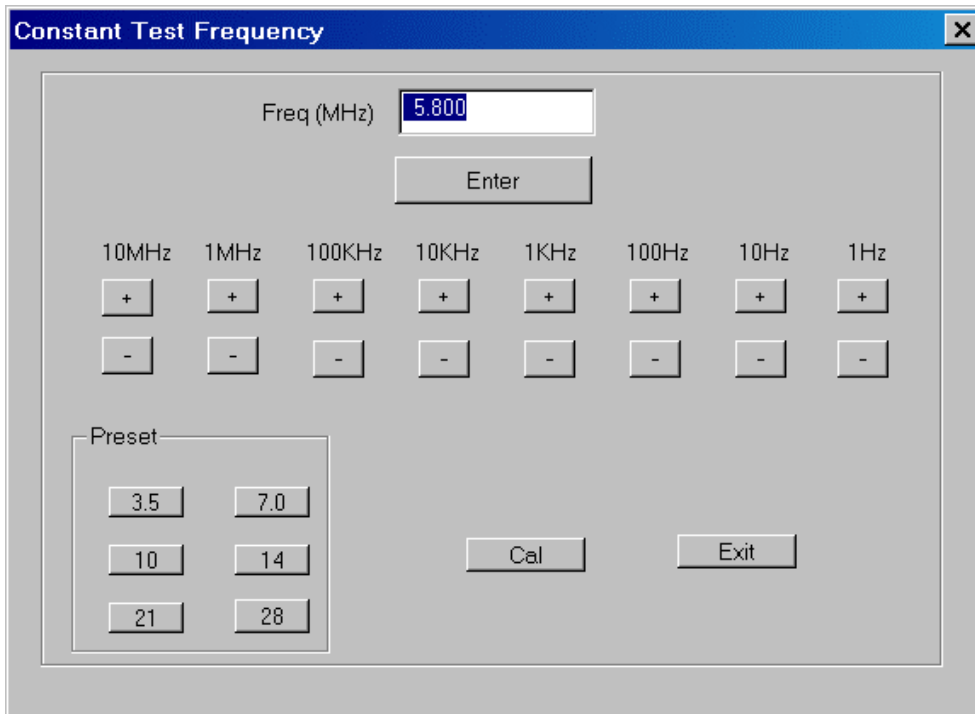 Constant Test Frequency
Freq (MHz) 5.800
Enter
10MHz 1MHz 100KHz 10KHz 1KHz 100Hz 10Hz 1Hz
+ + + + + + + +
- - - - - - - -
Preset
3.5 7.0
10 14
21 28
Cal Exit